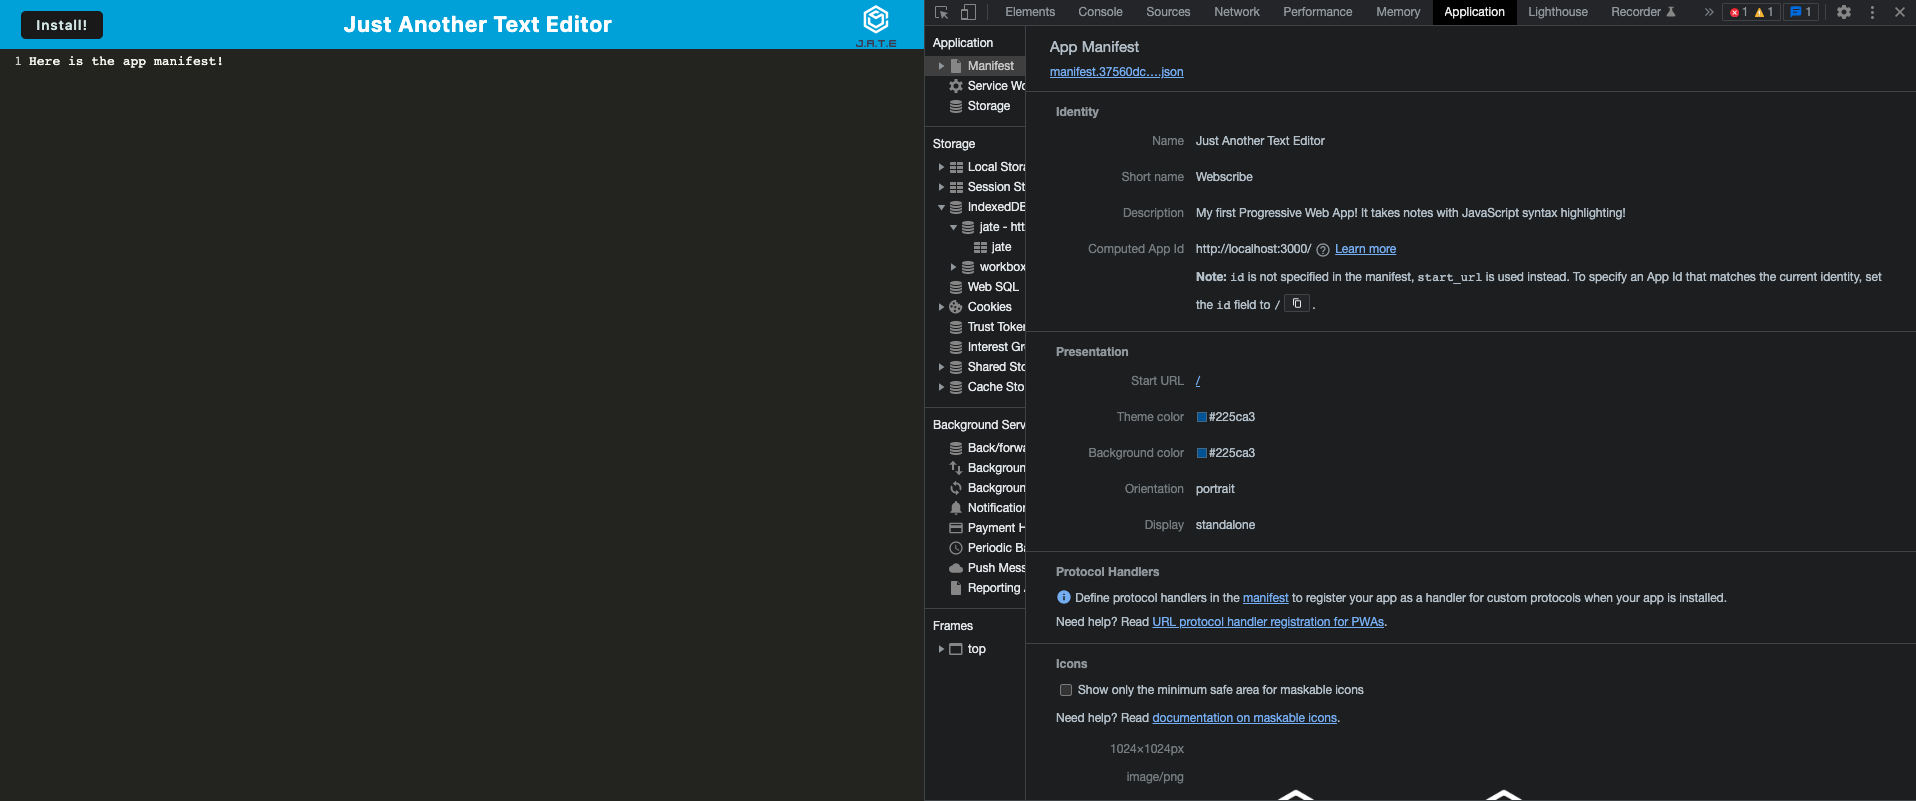 Install!
Just Another Text Editor
J.A.T.E
1 Here is the app manifest!
Elements Console Sources Network Performance Memory Application Lighthouse Recorder » 1 1 1
Application
Manifest
Service Wo
Storage
Storage
Local Stora
Session St
IndexedDB
jate - htt
jate
workbox
Web SQL
Cookies
Trust Token
Interest Gr
Shared Sto
Cache Sto
Background Serv
Back/forwa
Backgroun
Backgroun
Notification
Payment H
Periodic Ba
Push Mess
Reporting A
Frames
top
App Manifest
manifest.37560dc….json
Identity
Name Just Another Text Editor
Short name Webscribe
Description My first Progressive Web App! It takes notes with JavaScript syntax highlighting!
Computed App Id http://localhost:3000/ ? Learn more
Note: id is not specified in the manifest, start_url is used instead. To specify an App Id that matches the current identity, set
the id field to / .
Presentation
Start URL /
Theme color #225ca3
Background color #225ca3
Orientation portrait
Display standalone
Protocol Handlers
Define protocol handlers in the manifest to register your app as a handler for custom protocols when your app is installed.
Need help? Read URL protocol handler registration for PWAs.
Icons
Show only the minimum safe area for maskable icons
Need help? Read documentation on maskable icons.
1024×1024px
image/png